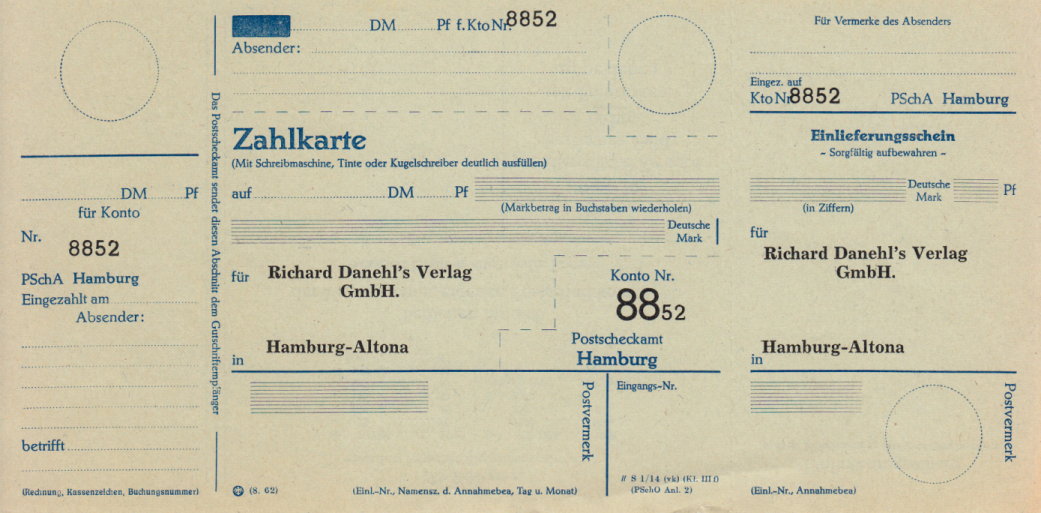 DM Pf
für Konto
Nr. 8852
PSchA Hamburg
Eingezahlt am
Absender:
betrifft
(Rechnung, Kassenzeichen, Buchungsnummer)
Das Postscheckamt sendet diesen Abschnitt dem Gutschriftempfänger
DM Pf f. Kto Nr. 8852
Absender:
Zahlkarte
(Mit Schreibmaschine, Tinte oder Kugelschreiber deutlich ausfüllen)
auf DM Pf
(Markbetrag in Buchstaben wiederholen)
Deutsche
Mark
für Richard Danehl's Verlag
GmbH.
in Hamburg-Altona
Konto Nr.
8852
Postscheckamt
Hamburg
Postvermerk
Eingangs-Nr.
(8. 62)
(Einl.-Nr., Namensz. d. Annahmebea, Tag u. Monat)
// S 1/14 (vk) (Kl. III f)
(PSchO Anl. 2)
Für Vermerke des Absenders
Eingez. auf
Kto Nr. 8852 PSchA Hamburg
Einlieferungsschein
- Sorgfältig aufbewahren -
Deutsche
Mark Pf
(in Ziffern)
für
Richard Danehl's Verlag
GmbH.
Hamburg-Altona
in
Postvermerk
(Einl.-Nr., Annahmebea)